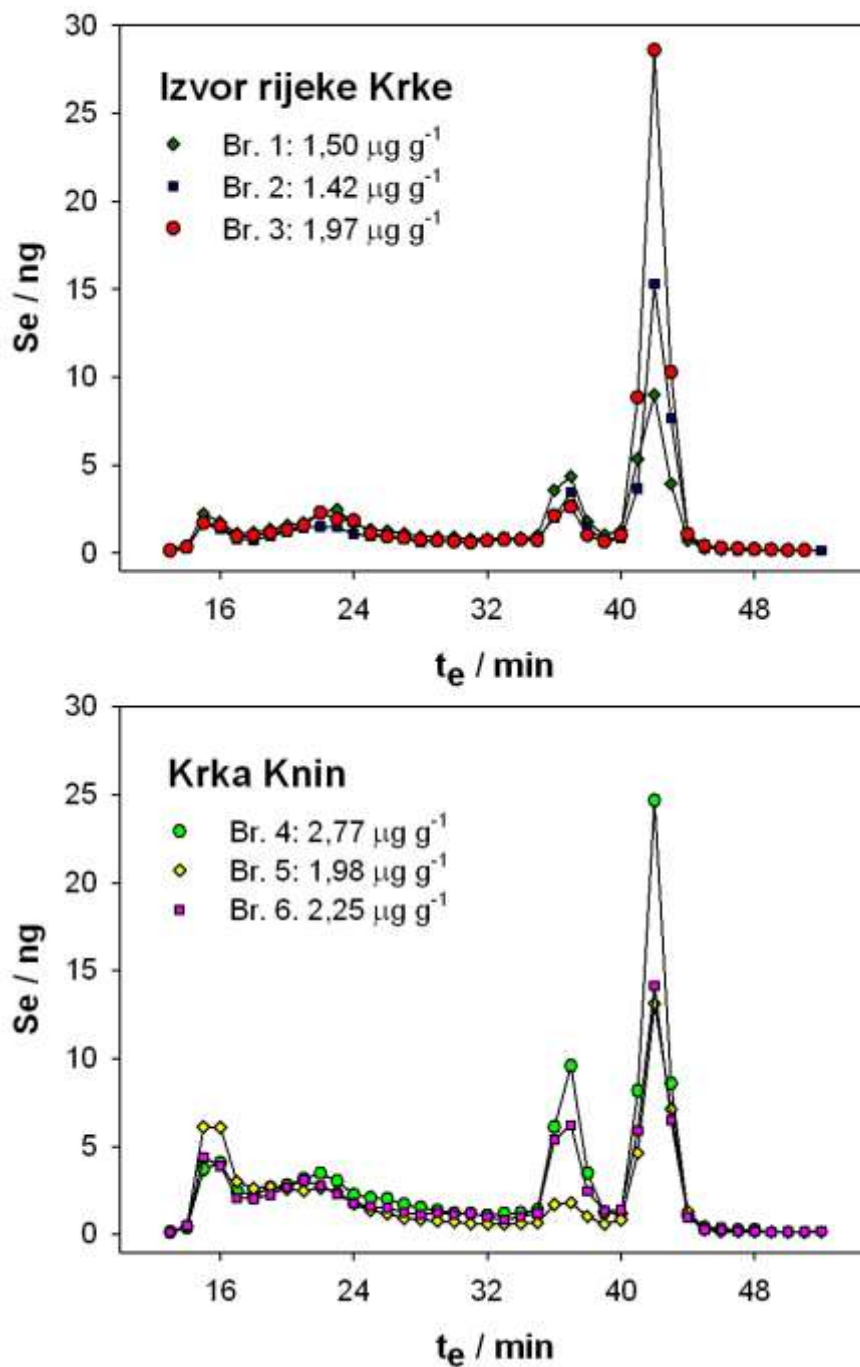 30
25
20
15
10
5
0
Se / ng
Izvor rijeke Krke
Br. 1: 1,50 μg g-1
Br. 2: 1.42 μg g-1
Br. 3: 1,97 μg g-1
16 24 32 40 48
te / min
30
25
20
15
10
5
0
Se / ng
Krka Knin
Br. 4: 2,77 μg g-1
Br. 5: 1,98 μg g-1
Br. 6. 2,25 μg g-1
16 24 32 40 48
te / min